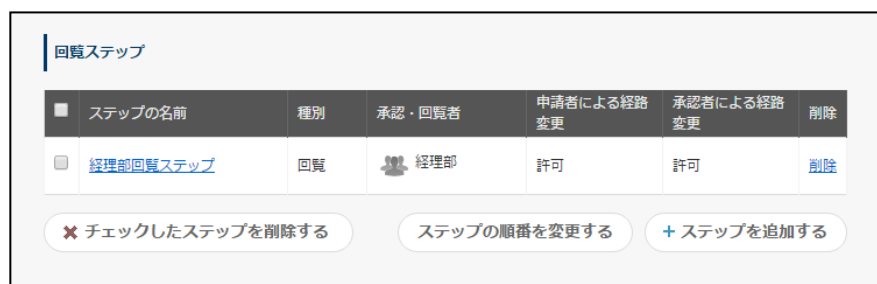 回覧ステップ
ステップの名前 種別 承認・回覧者 申請者による経路変更 承認者による経路変更 削除
経理部回覧ステップ 回覧 経理部 許可 許可 削除
チェックしたステップを削除する ステップの順番を変更する + ステップを追加する